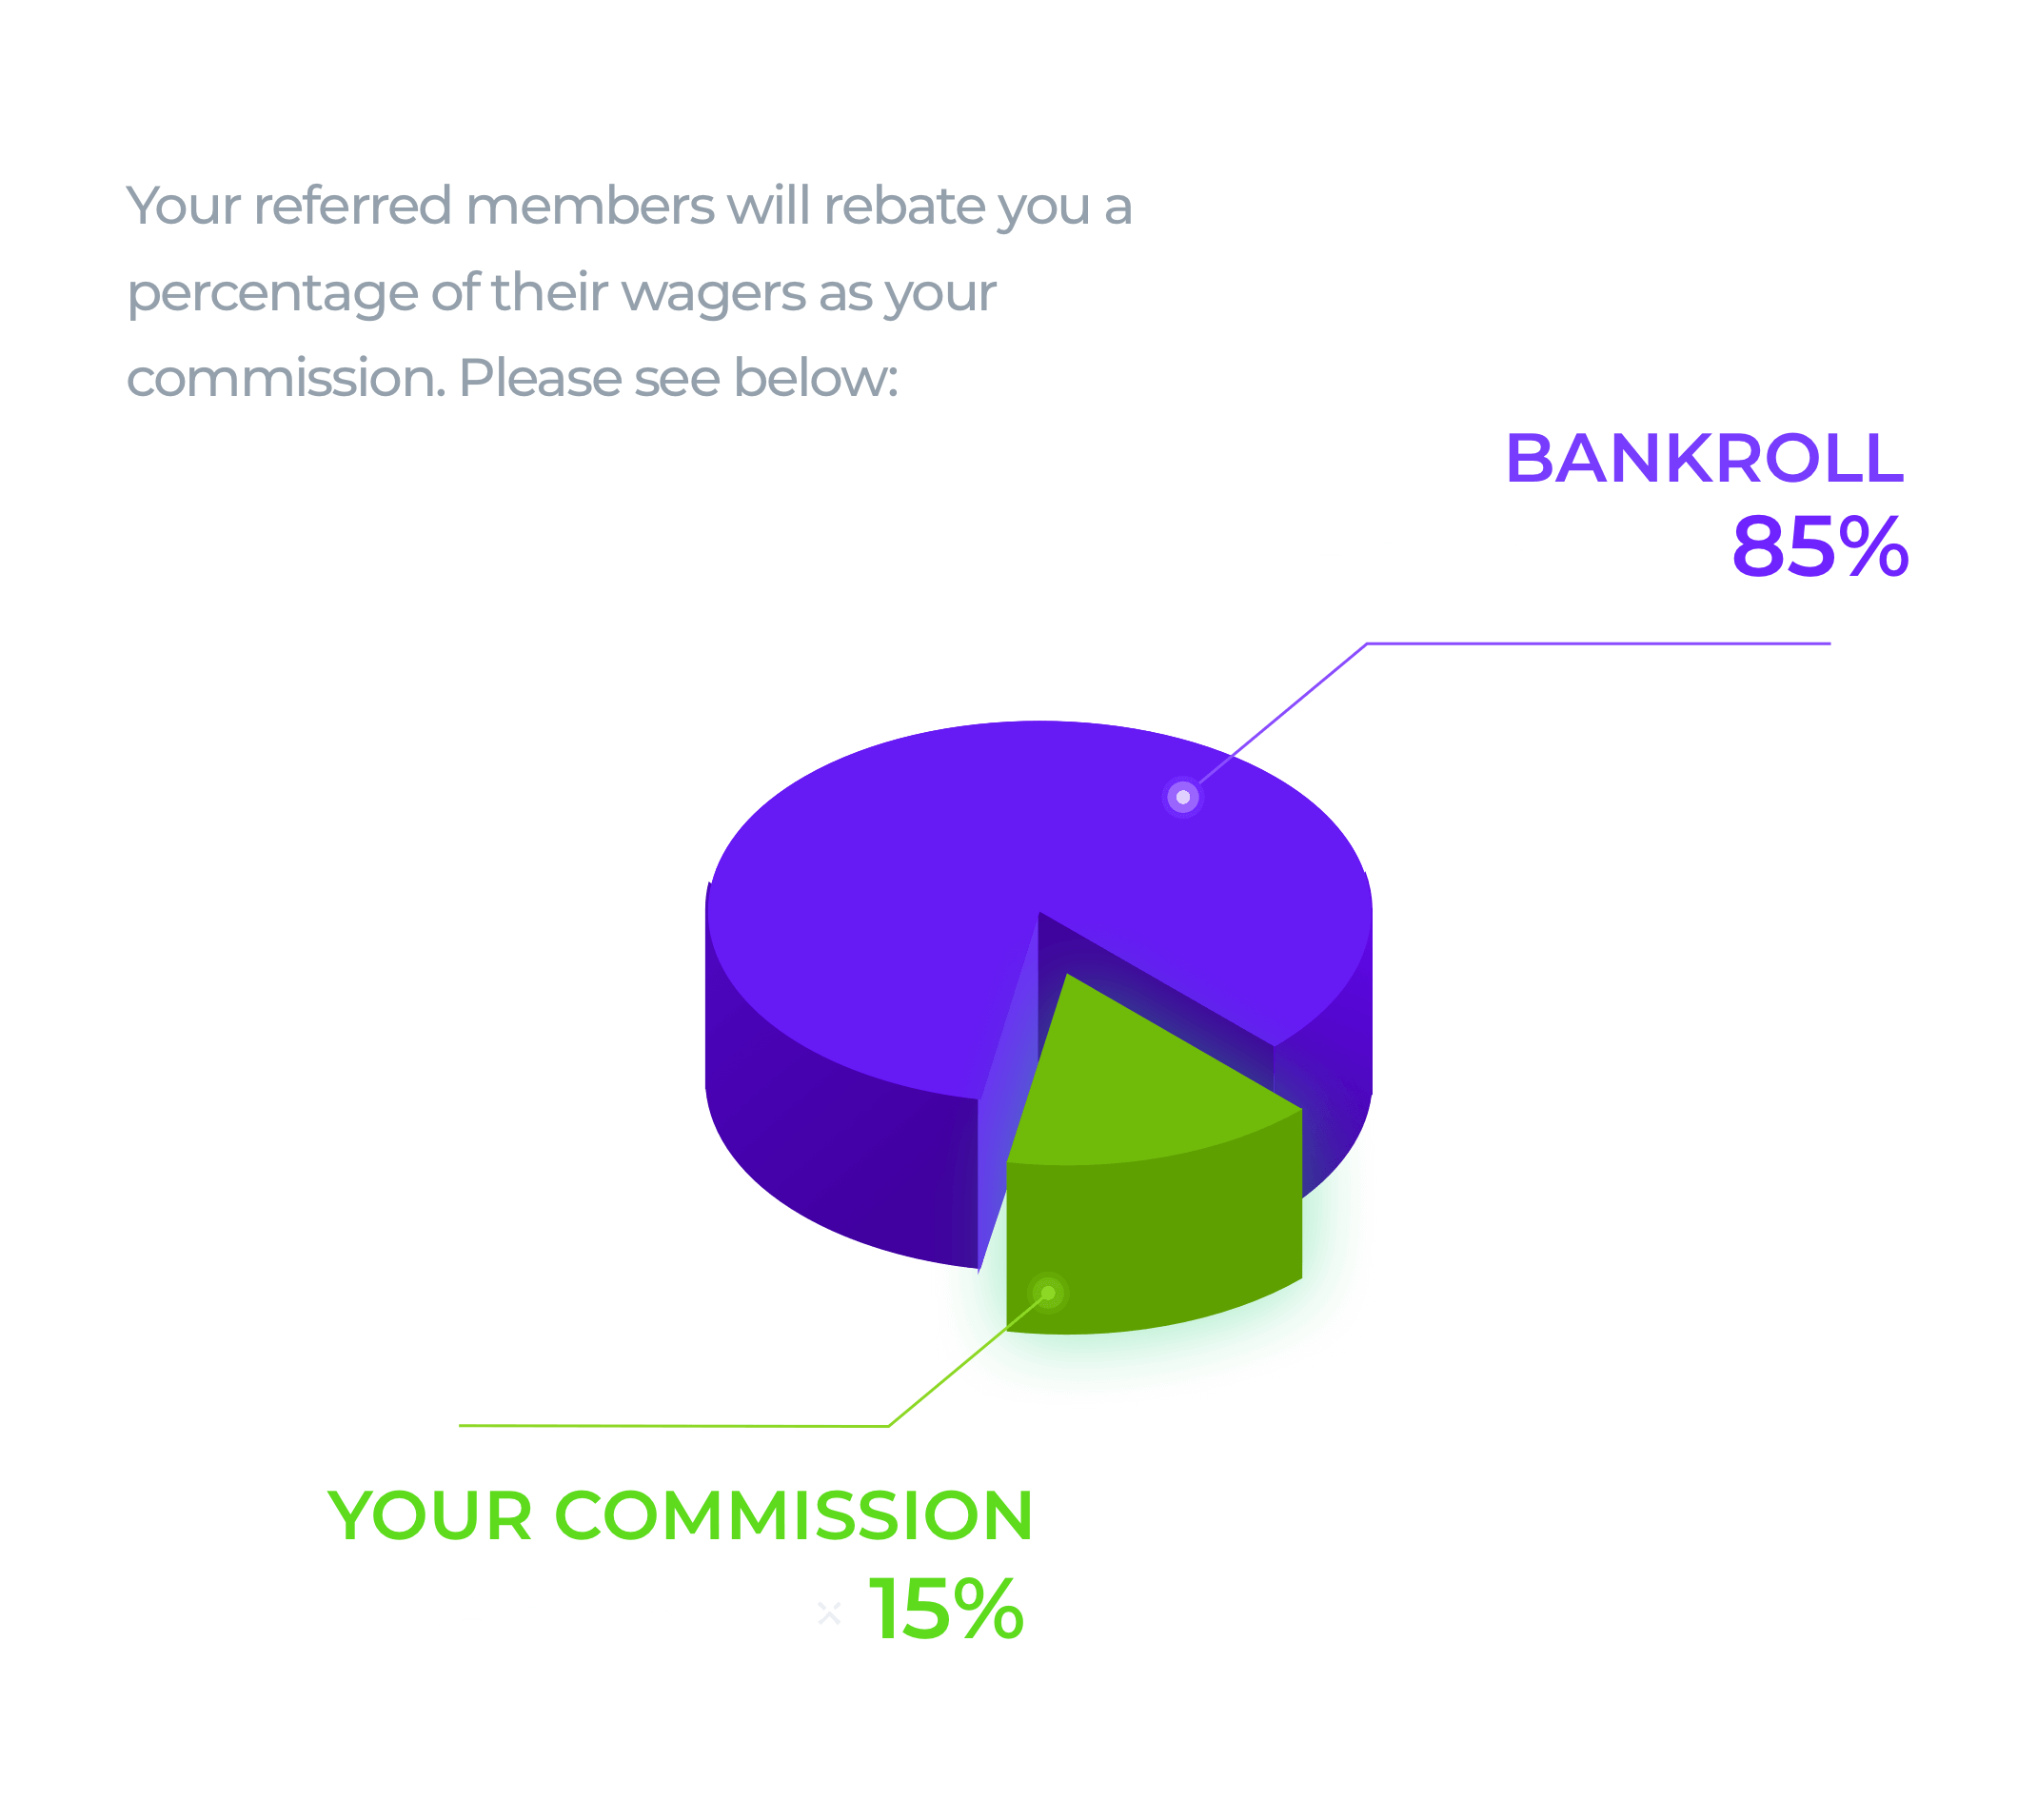 Your referred members will rebate you a
percentage of their wagers as your
commission. Please see below:
BANKROLL
85%
YOUR COMMISSION
15%